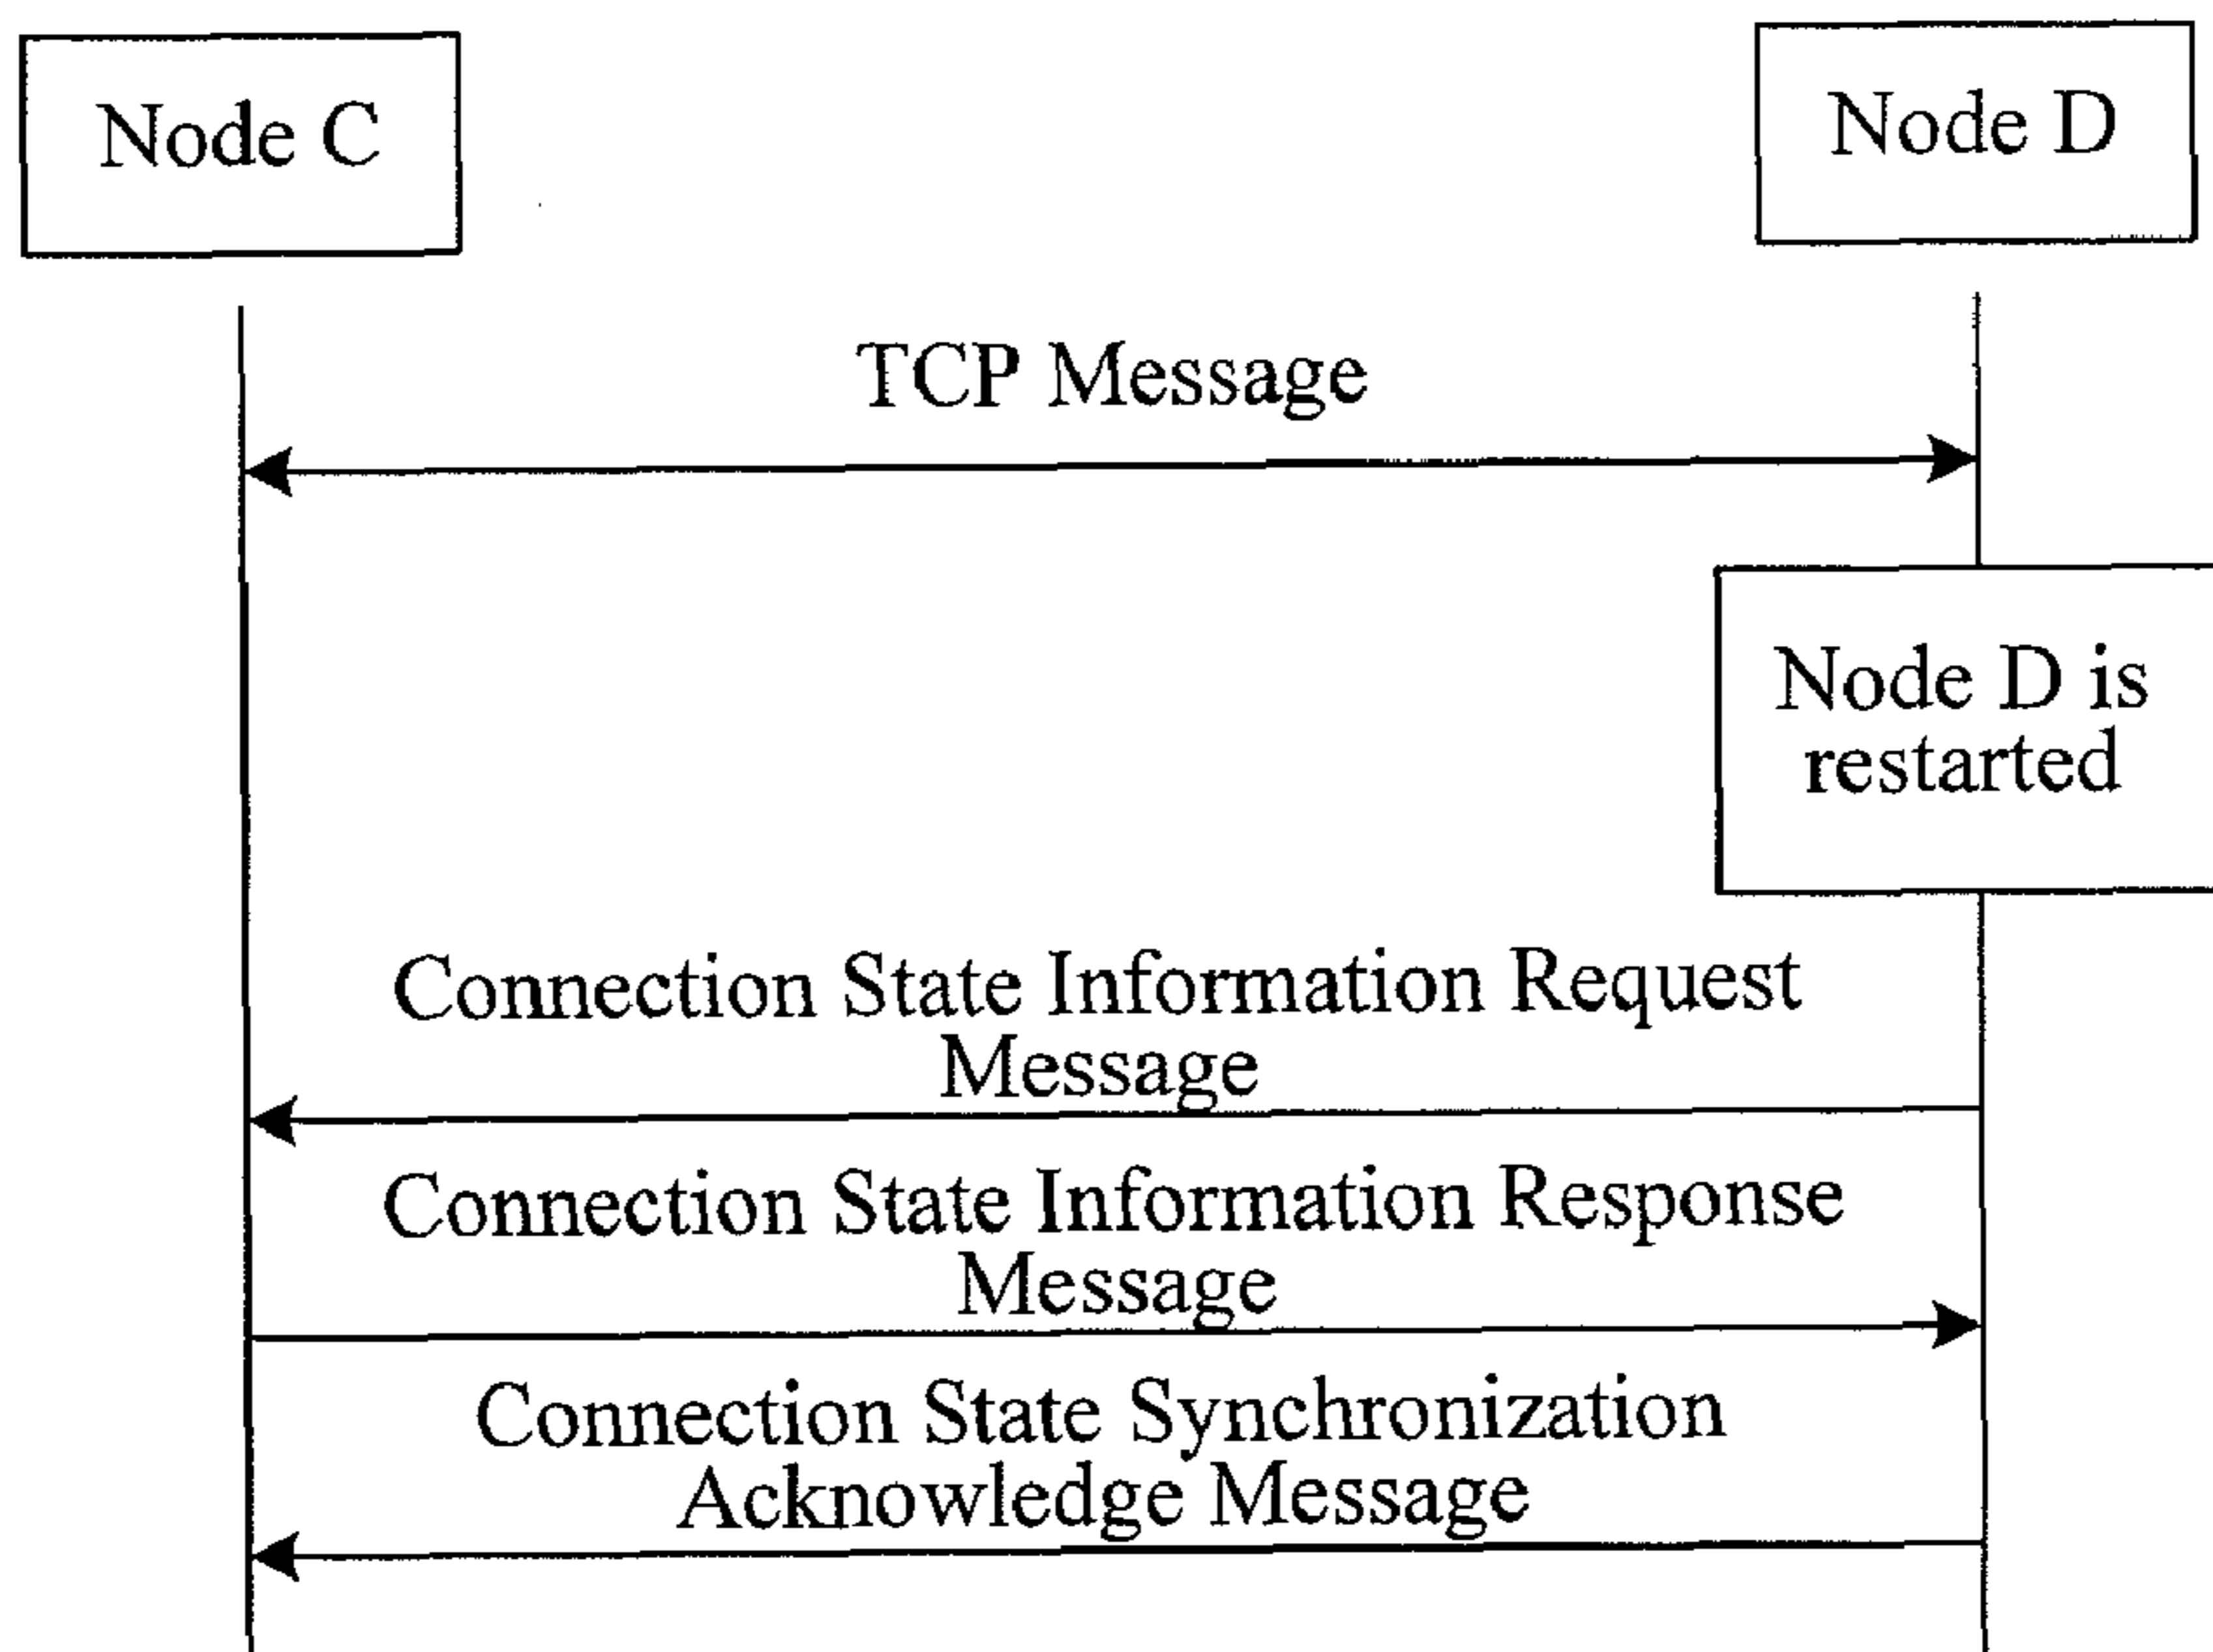 Node C
Node D
TCP Message
Node D is
restarted
Connection State Information Request
Message
Connection State Information Response
Message
Connection State Synchronization
Acknowledge Message